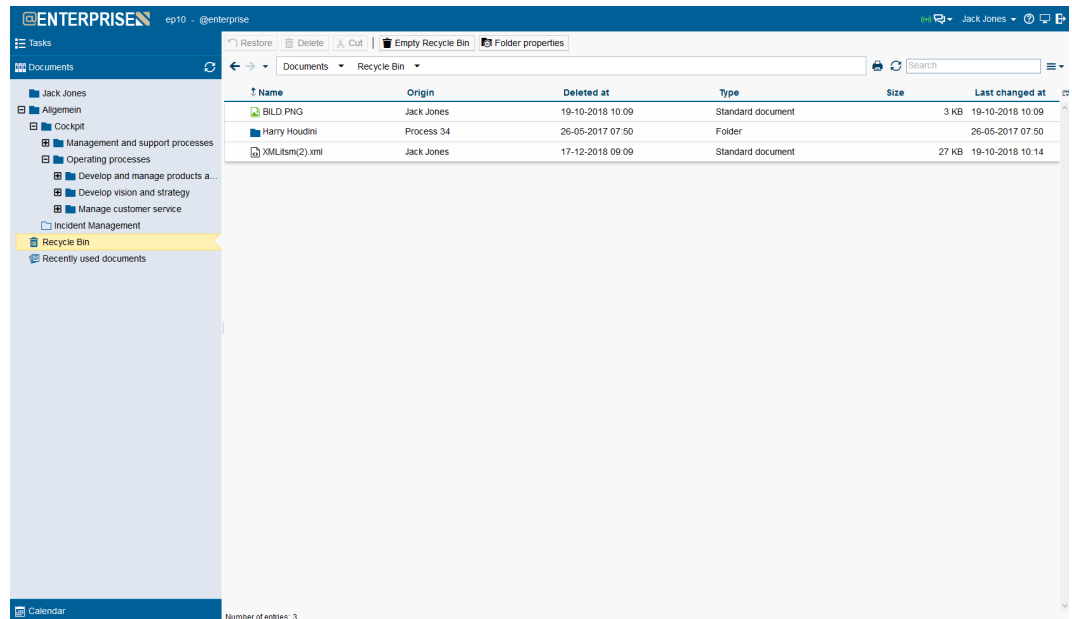 @ENTERPRISE ep10 - @enterprise Jack Jones
Tasks
Restore Delete Cut Empty Recycle Bin Folder properties
Documents
Documents Recycle Bin Search
Jack Jones
Allgemein
Cockpit
Management and support processes
Operating processes
Develop and manage products a...
Develop vision and strategy
Manage customer service
Incident Management
Recycle Bin
Recently used documents
Name Origin Deleted at Type Size Last changed at
BILD.PNG Jack Jones 19-10-2018 10:09 Standard document 3 KB 19-10-2018 10:09
Harry Houdini Process 34 26-05-2017 07:50 Folder 26-05-2017 07:50
XMLitsm(2).xml Jack Jones 17-12-2018 09:09 Standard document 27 KB 19-10-2018 10:14
Calendar
Number of entries: 3